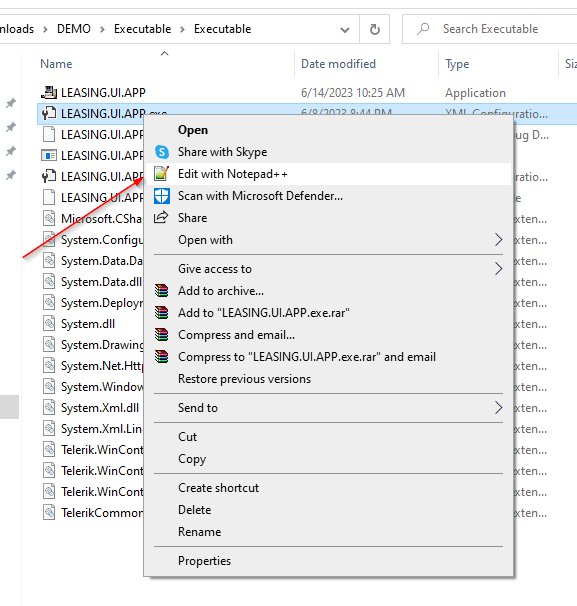 nloads > DEMO > Executable > Executable
Search Executable
Name Date modified Type Siz
LEASING.UI.APP 6/14/2023 10:25 AM Application
LEASING.UI.APP.exe 6/8/2023 8:44 PM XML Configuratio...
LEASING.UI.APP ug D...
LEASING.UI.APP
LEASING.UI.APP ratio...
LEASING.UI.APP e
Microsoft.CSha xten...
System.Configu xten...
System.Data.Da xten...
System.Data.dll xten...
System.Deploym xten...
System.dll xten...
System.Drawing xten...
System.Net.Http xten...
System.Window xten...
System.Xml.dll xten...
System.Xml.Lin xten...
Telerik.WinCont xten...
Telerik.WinCont xten...
Telerik.WinCont xten...
TelerikCommon xten...
Open
Share with Skype
Edit with Notepad++
Scan with Microsoft Defender...
Share
Open with
Give access to
Add to archive...
Add to "LEASING.UI.APP.exe.rar"
Compress and email...
Compress to "LEASING.UI.APP.exe.rar" and email
Restore previous versions
Send to
Cut
Copy
Create shortcut
Delete
Rename
Properties